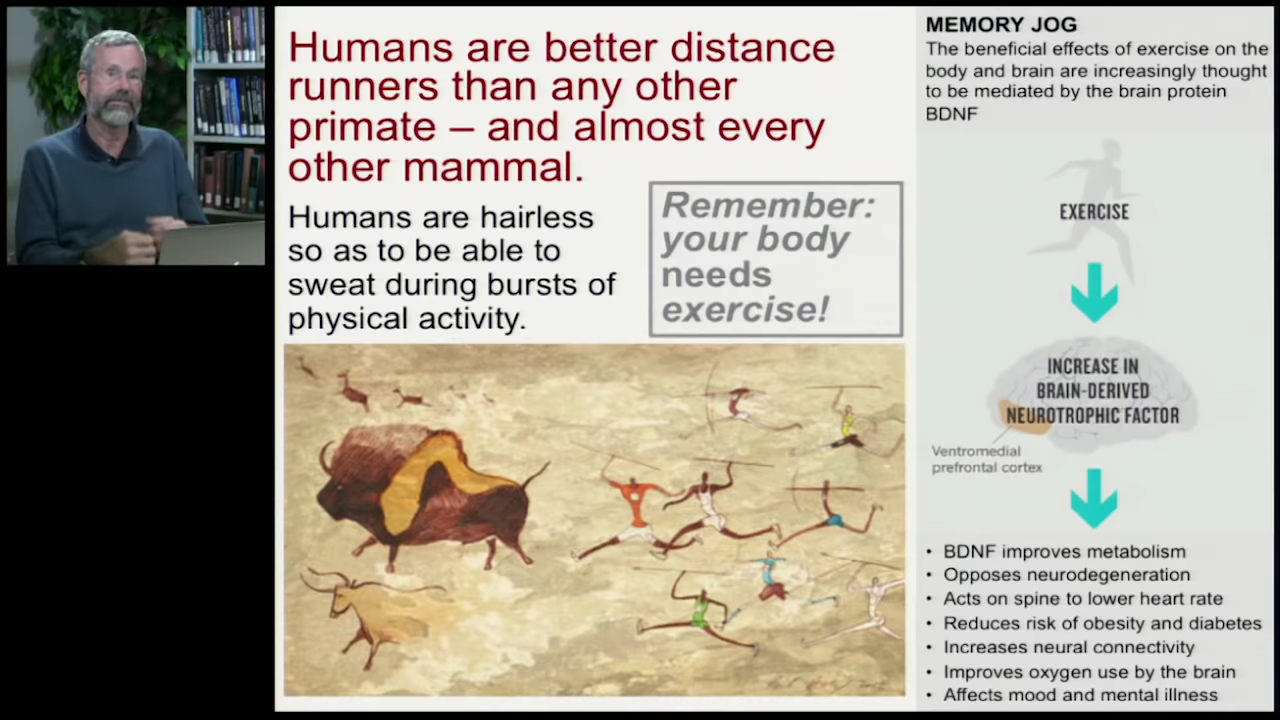 Humans are better distance
runners than any other
primate – and almost every
other mammal.
Humans are hairless
so as to be able to
sweat during bursts of
physical activity.
Remember:
your body
needs
exercise!
MEMORY JOG
The beneficial effects of exercise on the
body and brain are increasingly thought
to be mediated by the brain protein
BDNF
EXERCISE
INCREASE IN
BRAIN-DERIVED
NEUROTROPHIC FACTOR
Ventromedial
prefrontal cortex
• BDNF improves metabolism
• Opposes neurodegeneration
• Acts on spine to lower heart rate
• Reduces risk of obesity and diabetes
• Increases neural connectivity
• Improves oxygen use by the brain
• Affects mood and mental illness